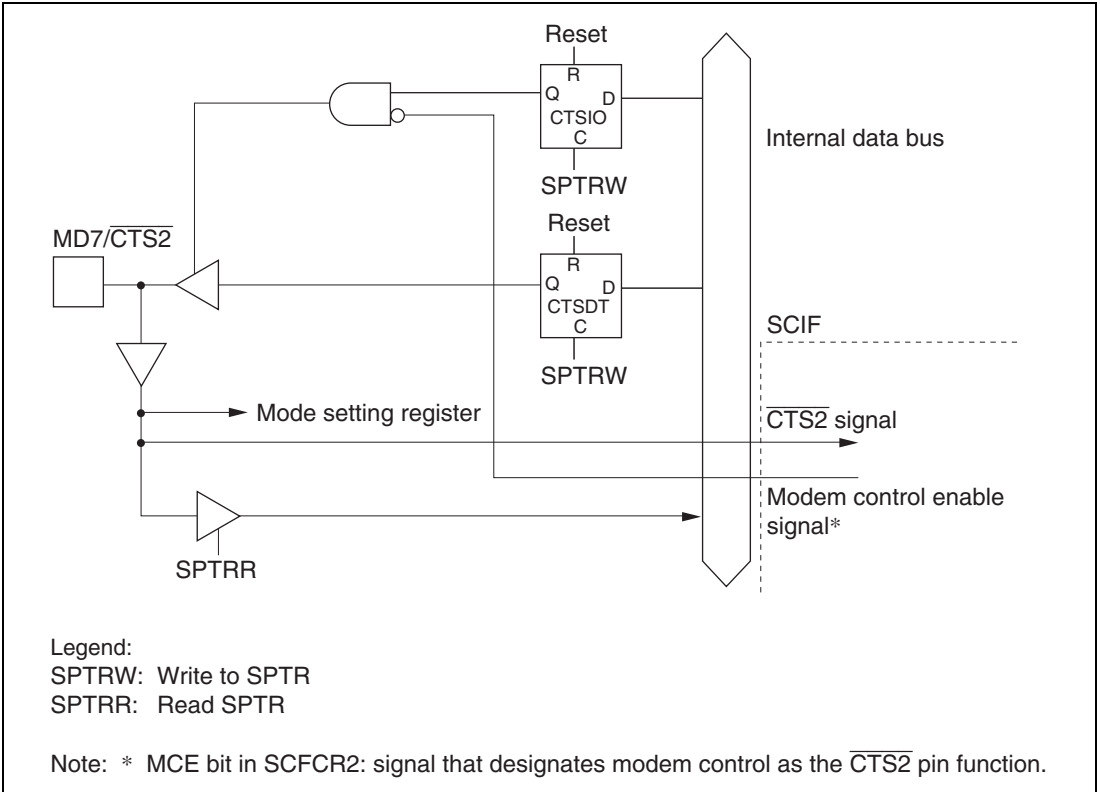 Reset
R
Q
D
CTSIO
C
Internal data bus
SPTRW
Reset
MD7/CTS2
R
Q
D
CTSDT
C
SCIF
SPTRW
Mode setting register
CTS2 signal
Modem control enable
signal*
SPTRR
Legend:
SPTRW: Write to SPTR
SPTRR: Read SPTR
Note: * MCE bit in SCFCR2: signal that designates modem control as the CTS2 pin function.